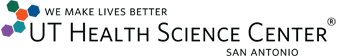 WE MAKE LIVES BETTER
UT HEALTH SCIENCE CENTER®
SAN ANTONIO